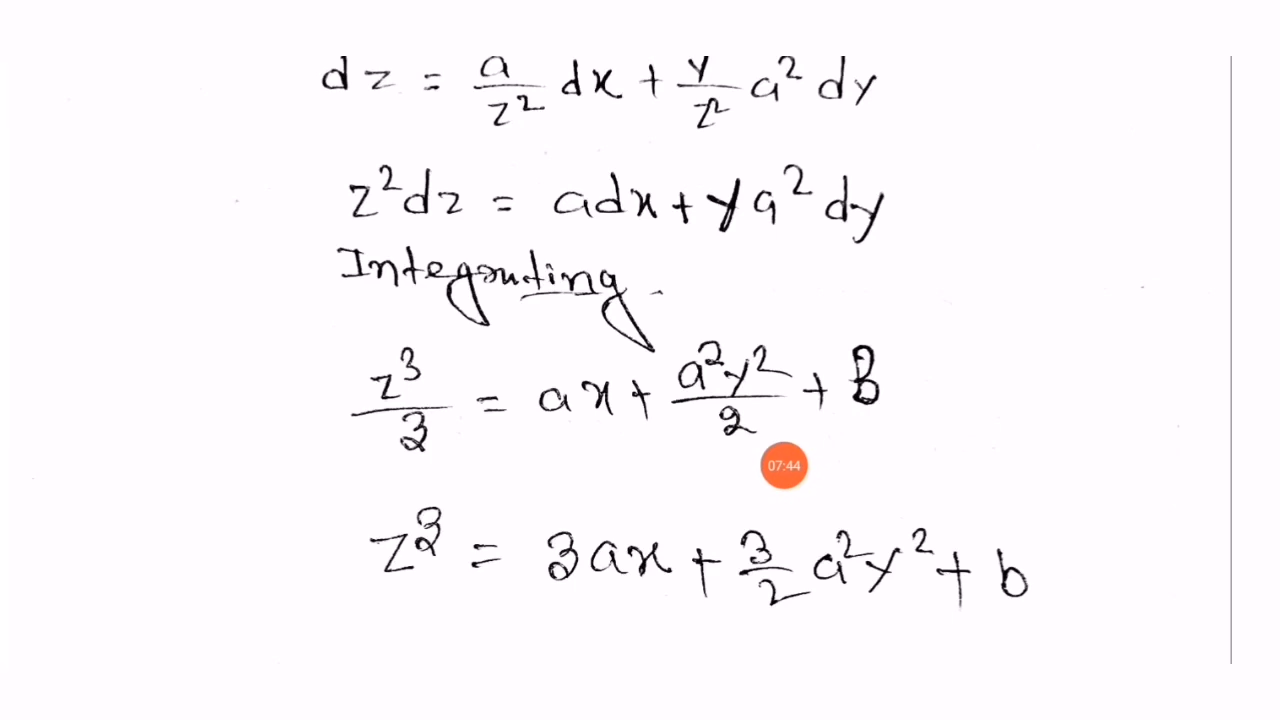 dz = a/z² dx + y/z² a² dy
z²dz = adx + ya² dy
Integrating.
z³/3 = ax + a²y²/2 + B
07:44
z³ = 3ax + 3/2 a²y² + b